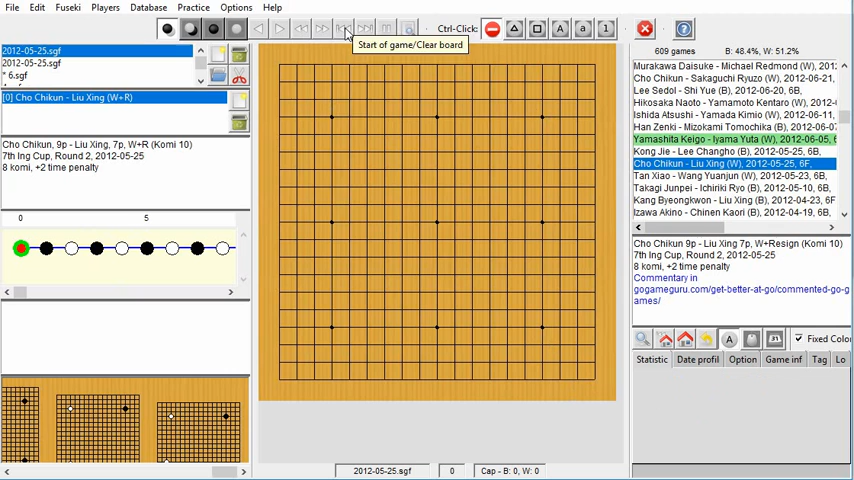 File Edit Fuseki Players Database Practice Options Help
Ctrl-Click: A a 1
Start of game/Clear board
2012-05-25.sgf
2012-05-25.sgf
* 6.sgf
[0] Cho Chikun - Liu Xing (W+R)
Cho Chikun, 9p - Liu Xing, 7p, W+R (Komi 10)
7th Ing Cup, Round 2, 2012-05-25
8 komi, +2 time penalty
0 5
2012-05-25.sgf 0 Cap - B: 0, W: 0
609 games B: 48.4%, W: 51.2%
Murakawa Daisuke - Michael Redmond (W), 201
Cho Chikun - Sakaguchi Ryuzo (W), 2012-06-21,
Lee Sedol - Shi Yue (B), 2012-06-20, 6B,
Hikosaka Naoto - Yamamoto Kentaro (W), 2012-
Ishida Atsushi - Yamada Kimio (W), 2012-06-11,
Han Zenki - Mizokami Tomochika (B), 2012-06-07
Yamashita Keigo - Iyama Yuta (W), 2012-06-05, 6
Kong Jie - Lee Changho (B), 2012-05-25, 6B,
Cho Chikun - Liu Xing (W), 2012-05-25, 6F,
Tan Xiao - Wang Yuanjun (W), 2012-05-23, 6B,
Takagi Junpei - Ichiriki Ryo (B), 2012-05-10, 6B,
Kang Byeongkwon - Liu Xing (B), 2012-04-23, 6F
Izawa Akino - Chinen Kaori (B), 2012-04-19, 6B,
Cho Chikun 9p - Liu Xing 7p, W+Resign (Komi 10)
7th Ing Cup, Round 2, 2012-05-25
8 komi, +2 time penalty
Commentary in
gogameguru.com/get-better-at-go/commented-go-g
ames/
A 31 Fixed Color
Statistic Date profil Option Game inf Tag Lo